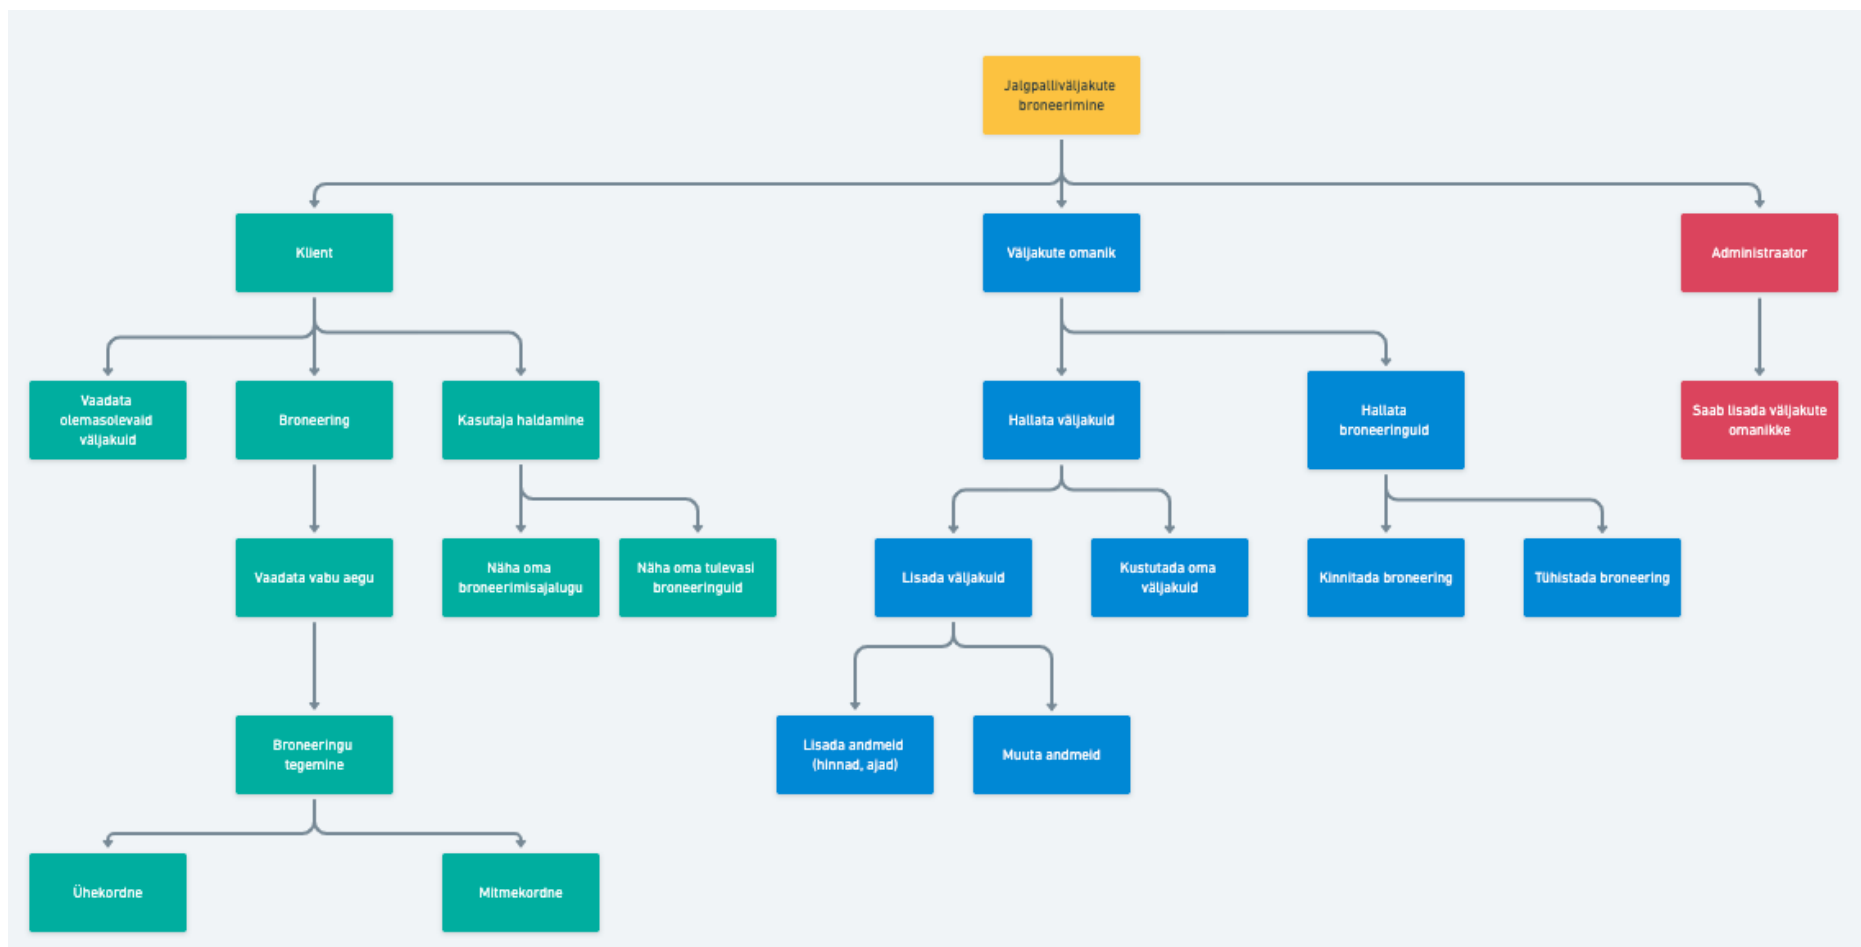 Jalgpalliväljakute
broneerimine
Klient
Väljakute omanik
Administraator
Vaadata
olemasolevaid
väljakuid
Broneering
Kasutaja haldamine
Hallata väljakuid
Hallata
broneeringuid
Saab lisada väljakute
omanikke
Vaadata vabu aegu
Näha oma
broneerimisajalugu
Näha oma tulevasi
broneeringuid
Lisada väljakuid
Kustutada oma
väljakuid
Kinnitada broneering
Tühistada broneering
Broneeringu
tegemine
Lisada andmeid
(hinnad, ajad)
Muuta andmeid
Ühekordne
Mitmekordne